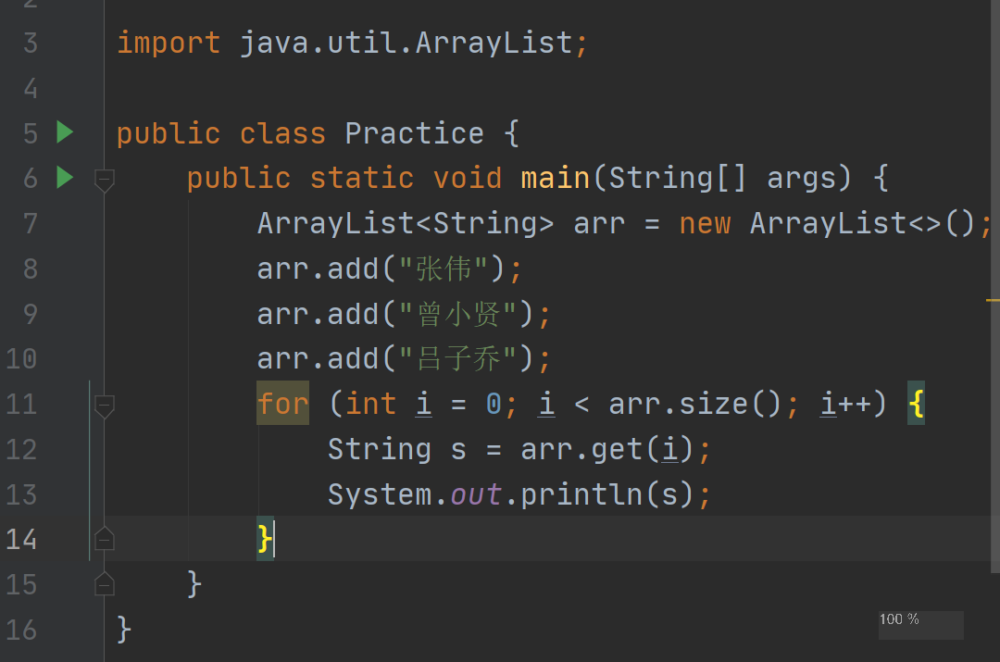 2
3 import java.util.ArrayList;
4
5 public class Practice {
6 public static void main(String[] args) {
7 ArrayList<String> arr = new ArrayList<>();
8 arr.add("张伟");
9 arr.add("曾小贤");
10 arr.add("吕子乔");
11 for (int i = 0; i < arr.size(); i++) {
12 String s = arr.get(i);
13 System.out.println(s);
14 }
15 }
16 }
100 %